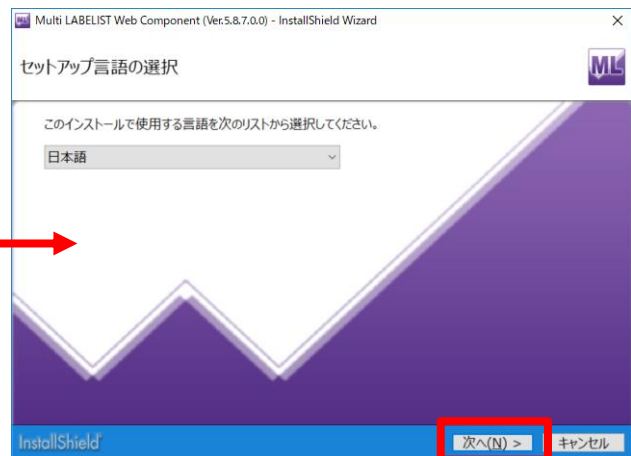 Multi LABELIST Web Component (Ver.5.8.7.0.0) - InstallShield Wizard
セットアップ言語の選択
ML
このインストールで使用する言語を次のリストから選択してください。
日本語
InstallShield
次へ(N) >
キャンセル